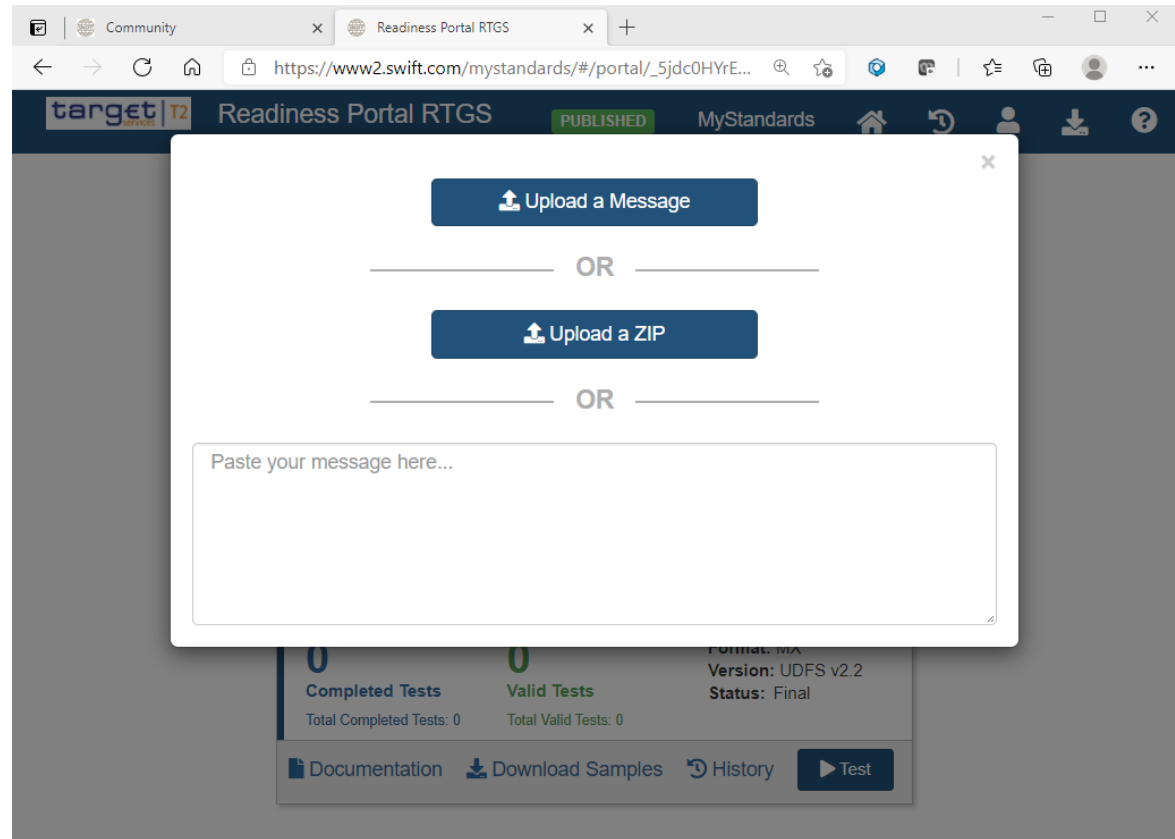 Community
Readiness Portal RTGS
https://www2.swift.com/mystandards/#/portal/_5jdc0HYrE...
target services T2
Readiness Portal RTGS
PUBLISHED
MyStandards
Upload a Message
OR
Upload a ZIP
OR
Paste your message here...
0
0
Format: MX
Completed Tests
Valid Tests
Version: UDFS v2.2
Status: Final
Total Completed Tests: 0
Total Valid Tests: 0
Documentation
Download Samples
History
Test